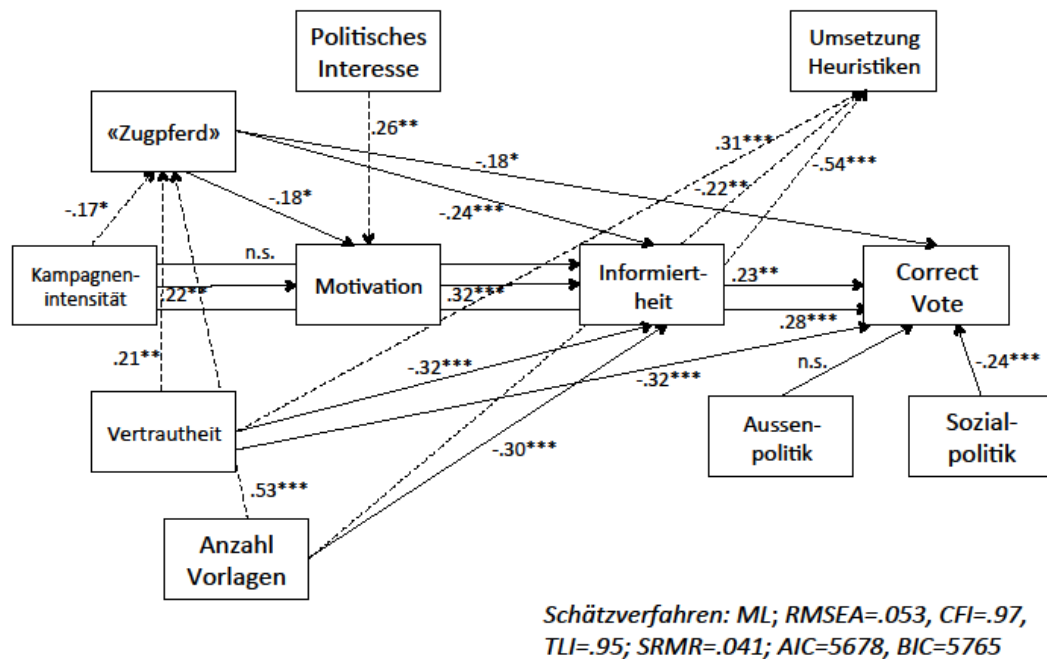 Politisches
Interesse
Umsetzung
Heuristiken
«Zugpferd»
.26**
.31***
-.18*
-.54***
-.22**
-.17*
-.18*
-.24***
n.s.
Kampagnen-
intensität
Motivation
Informiert-
heit
Correct
Vote
.22**
.32***
.23**
.28***
.21**
-.32***
-.32***
n.s.
-.24***
Vertrautheit
Aussen-
politik
Sozial-
politik
-.30***
.53***
Anzahl
Vorlagen
Schätzverfahren: ML; RMSEA=.053, CFI=.97,
TLI=.95; SRMR=.041; AIC=5678, BIC=5765